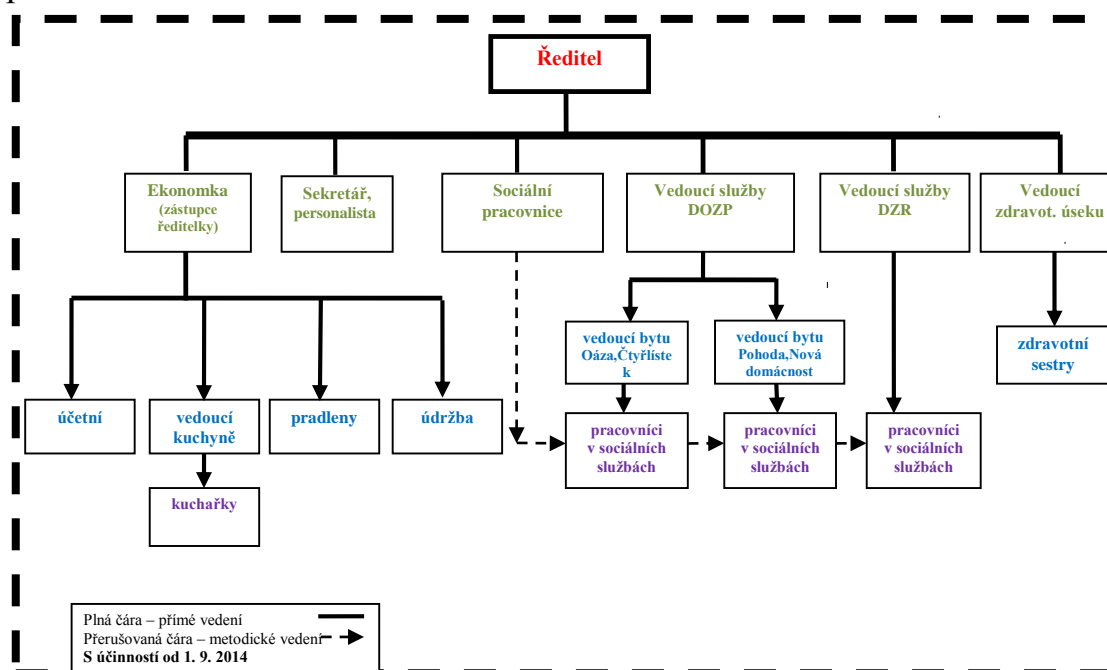 Ředitel
Ekonomka
(zástupce
ředitelky)
Sekretář,
personalista
Sociální
pracovnice
Vedoucí služby
DOZP
Vedoucí služby
DZR
Vedoucí
zdravot. úseku
vedoucí bytu
Oáza,Čtyřlíste
k
vedoucí bytu
Pohoda,Nová
domácnost
zdravotní
sestry
účetní
vedoucí
kuchyně
pradleny
údržba
pracovníci
v sociálních
službách
pracovníci
v sociálních
službách
pracovníci
v sociálních
službách
kuchařky
Plná čára – přímé vedení
Přerušovaná čára – metodické vedení
S účinností od 1. 9. 2014